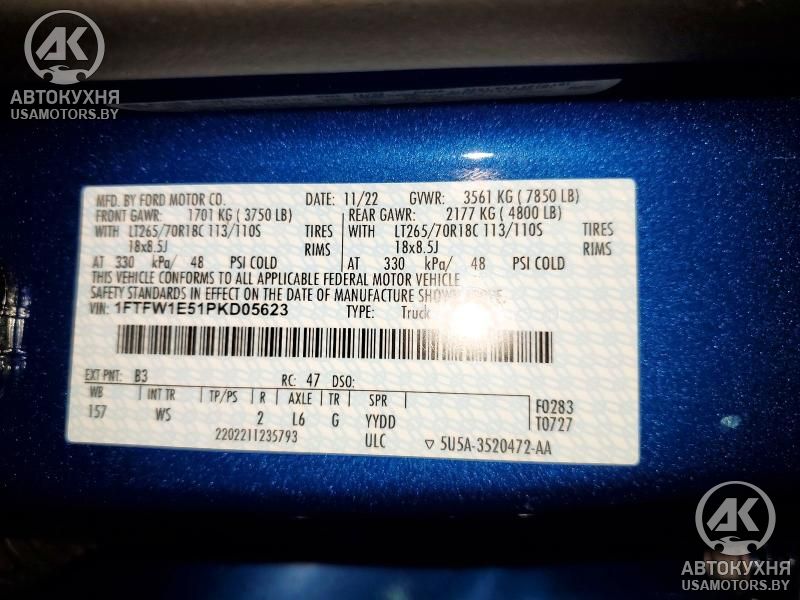 AK
АВТОКУХНЯ
USAMOTORS.BY
MFD. BY FORD MOTOR CO. DATE: 11/22 GVWR: 3561 KG ( 7850 LB)
FRONT GAWR: 1701 KG ( 3750 LB) REAR GAWR: 2177 KG ( 4800 LB)
WITH LT265/70R18C 113/110S TIRES WITH LT265/70R18C 113/110S TIRES
18x8.5J RIMS 18x8.5J RIMS
AT 330 kPa/ 48 PSI COLD AT 330 kPa/ 48 PSI COLD
THIS VEHICLE CONFORMS TO ALL APPLICABLE FEDERAL MOTOR VEHICLE
SAFETY STANDARDS IN EFFECT ON THE DATE OF MANUFACTURE SHOWN ABOVE.
VIN: 1FTFW1E51PKD05623 TYPE: Truck
EXT PNT: B3 RC: 47 DSO:
WB INT TR TP/PS R AXLE TR SPR F0283
157 WS 2 L6 G YYDD T0727
2202211235793 ULC ▽ 5U5A-3520472-AA
AK
АВТОКУХНЯ
USAMOTORS.BY